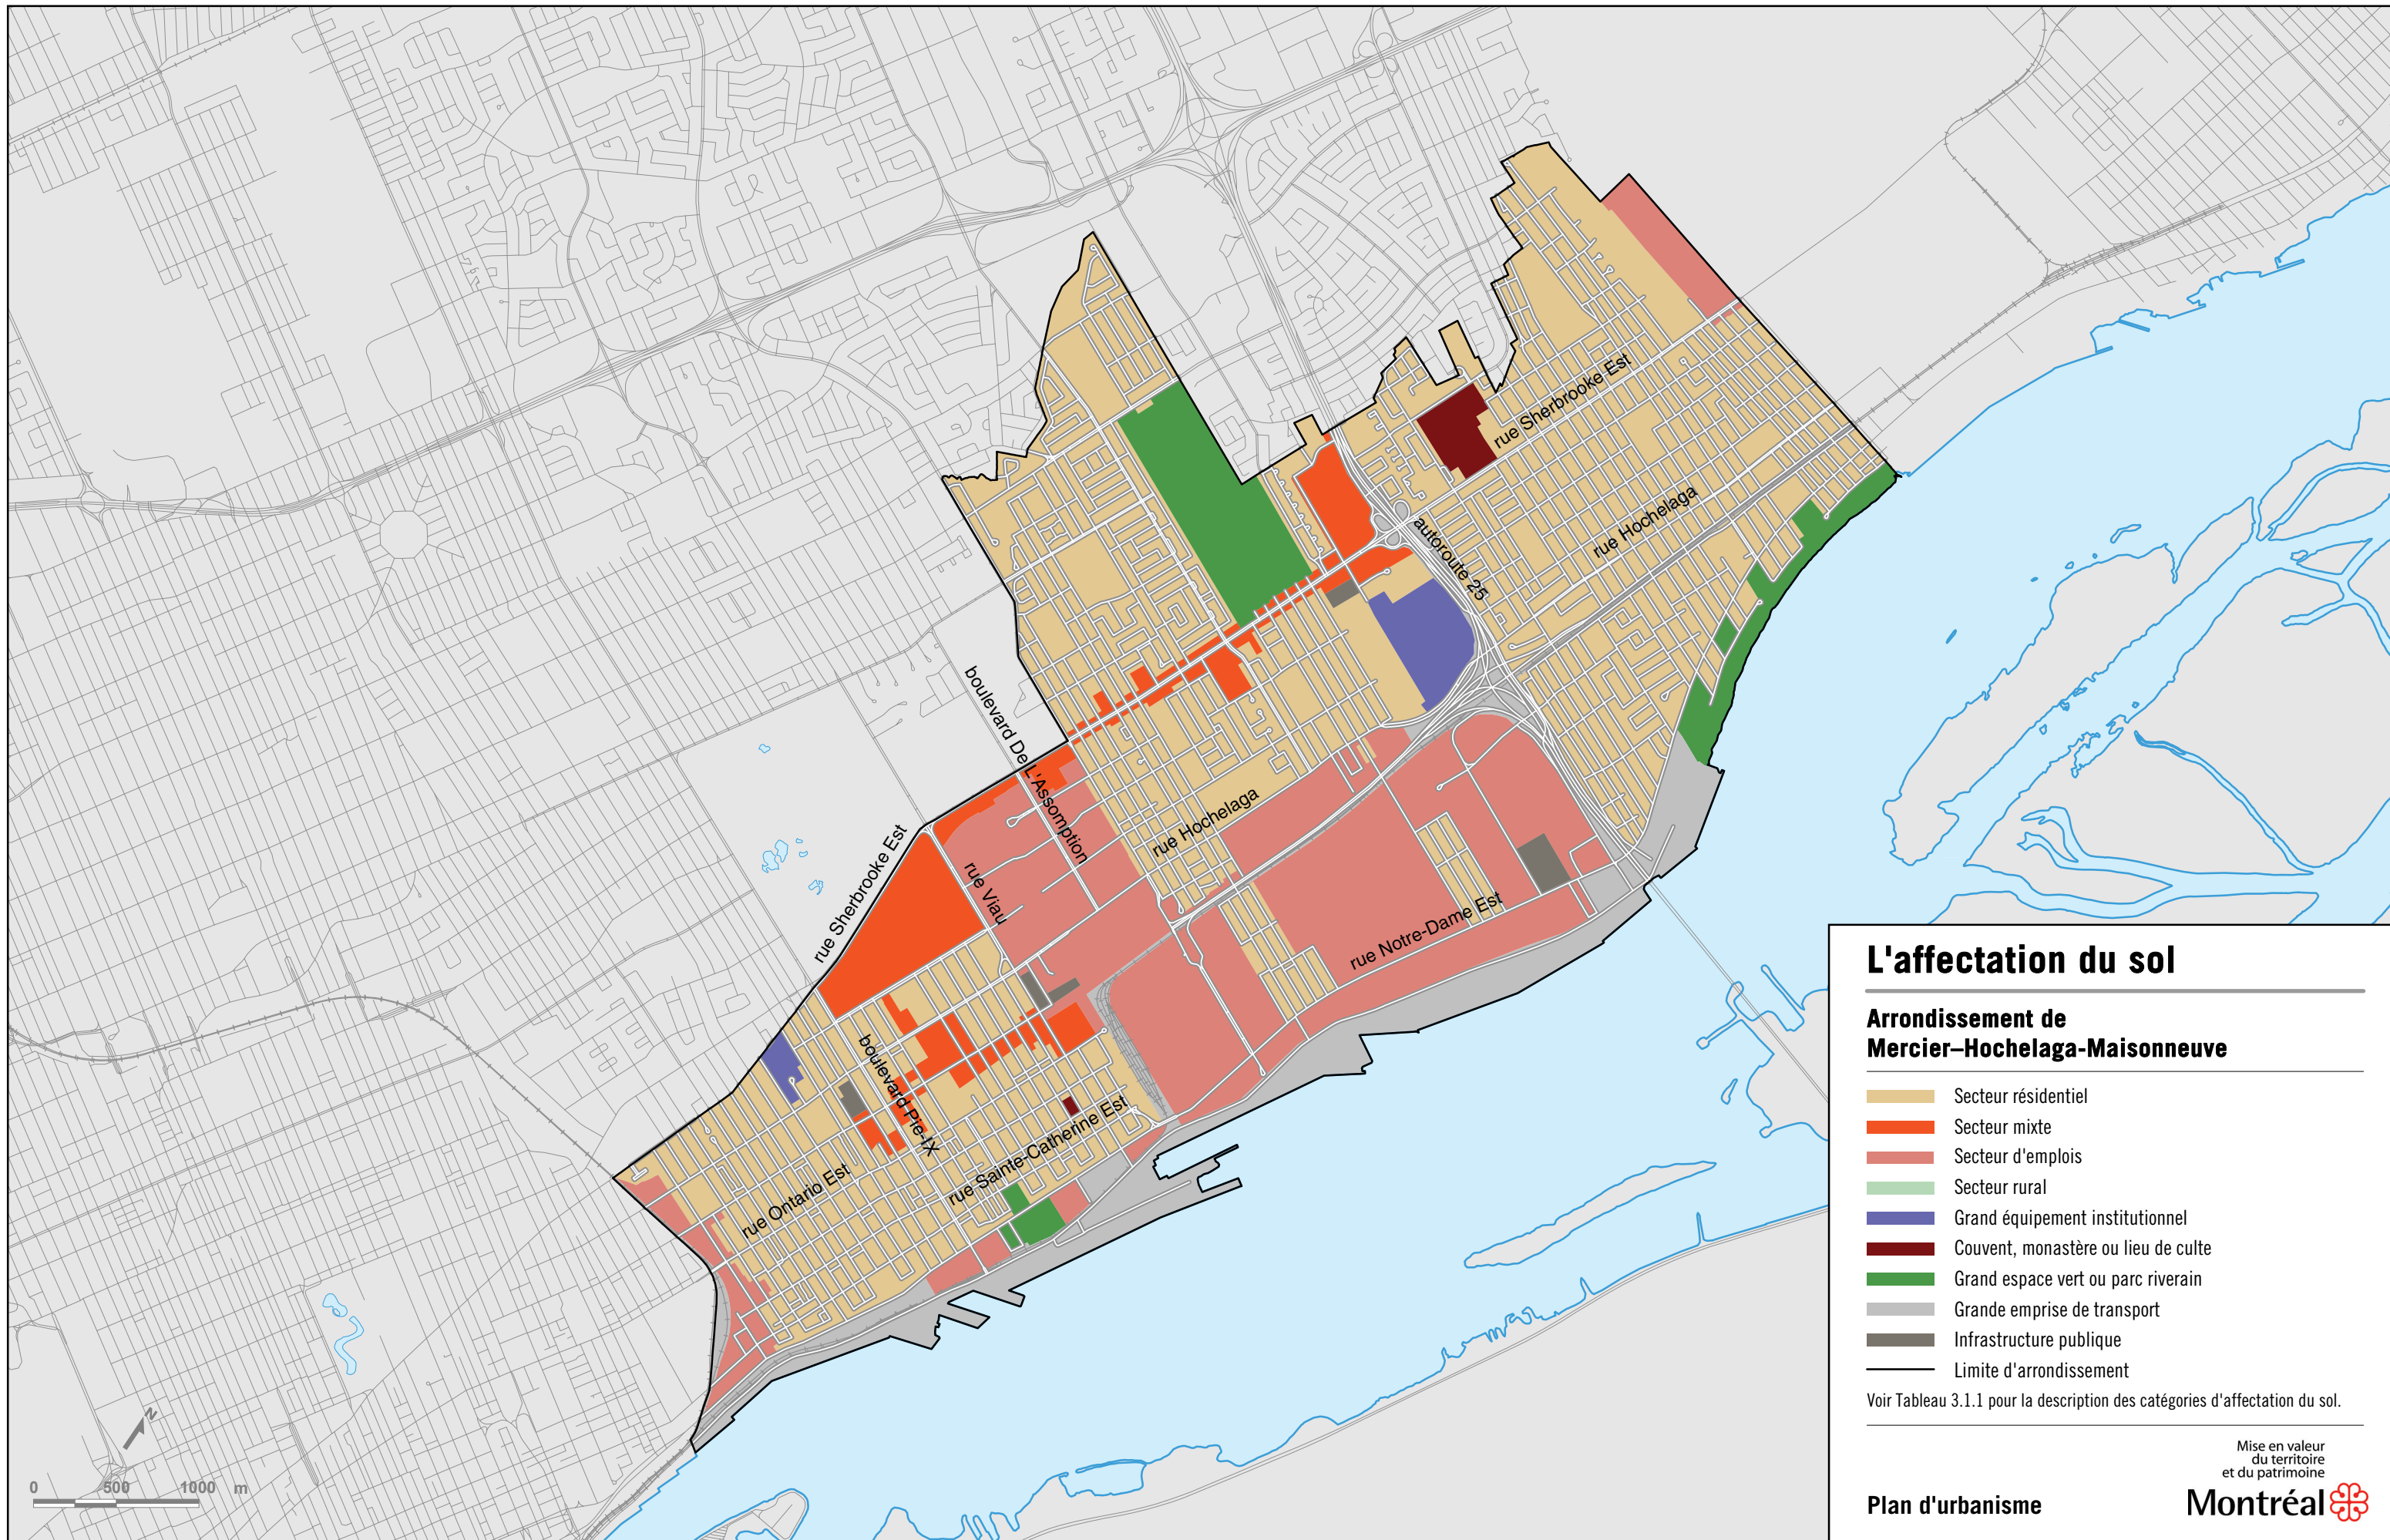 rue Sherbrooke Est
rue Hochelaga
autoroute 25
boulevard De L'Assomption
rue Hochelaga
rue Sherbrooke Est
rue Viau
rue Notre-Dame Est
boulevard Pie-IX
rue Sainte-Catherine Est
rue Ontario Est
N
0 500 1000 m
L'affectation du sol
Arrondissement de
Mercier–Hochelaga-Maisonneuve
Secteur résidentiel
Secteur mixte
Secteur d'emplois
Secteur rural
Grand équipement institutionnel
Couvent, monastère ou lieu de culte
Grand espace vert ou parc riverain
Grande emprise de transport
Infrastructure publique
Limite d'arrondissement
Voir Tableau 3.1.1 pour la description des catégories d'affectation du sol.
Mise en valeur
du territoire
et du patrimoine
Plan d'urbanisme
Montréal